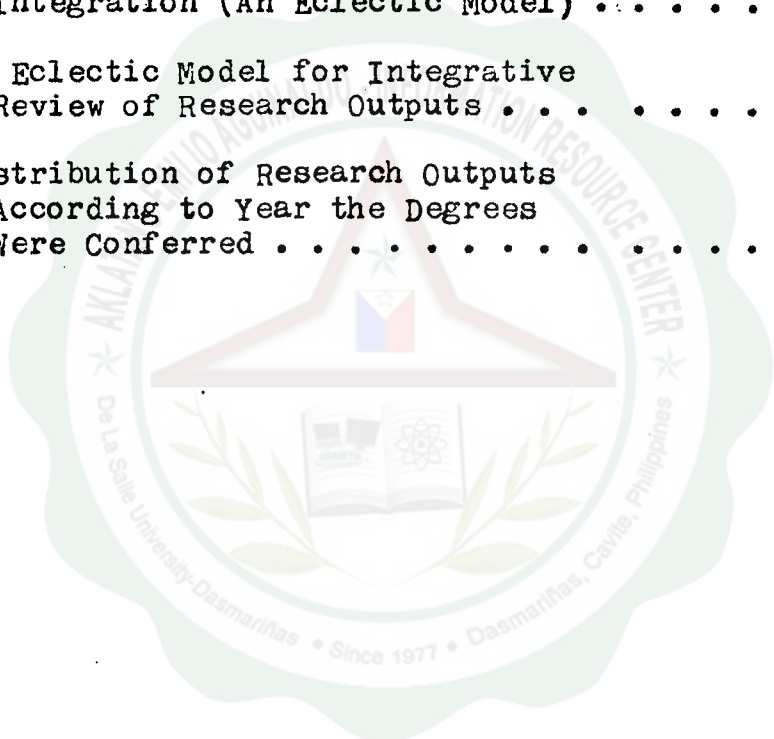 Integration (An Eclectic Model) . . . . .
Eclectic Model for Integrative
Review of Research Outputs . . . . . . .
stribution of Research Outputs
According to Year the Degrees
Were Conferred . . . . . . . . . . . . .
AKLATANG EMILIO AGUINALDO INFORMATION RESOURCE CENTER
De La Salle University-Dasmariñas • Since 1977 • Dasmariñas, Cavite, Philippines